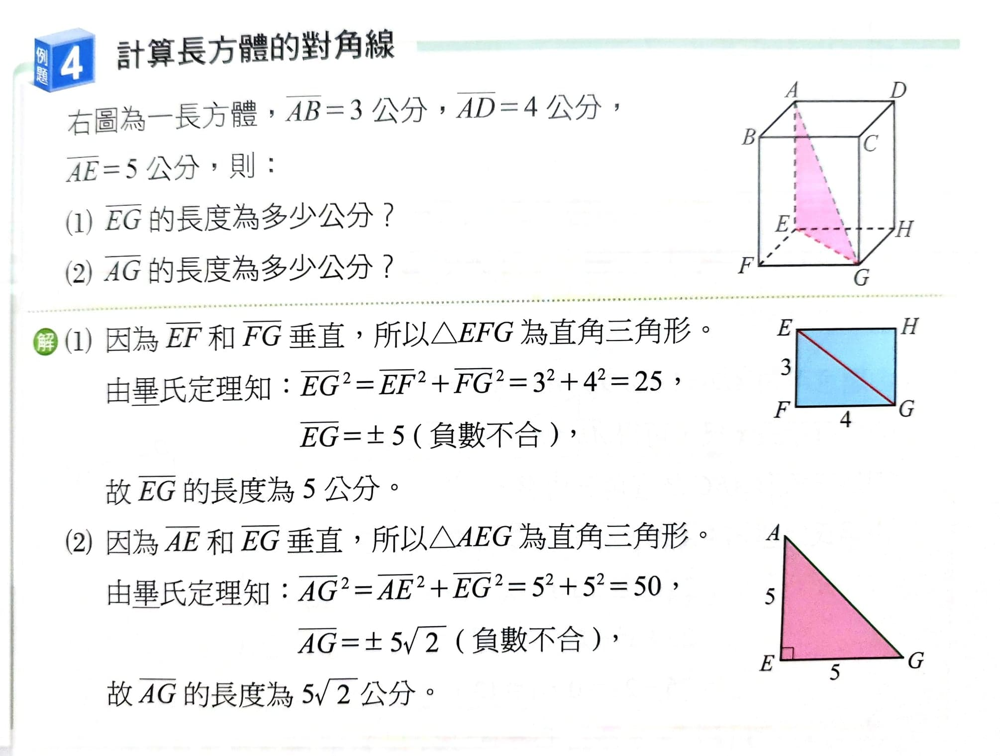 例題 4 計算長方體的對角線
右圖為一長方體，AB=3 公分，AD=4 公分，
AE=5 公分，則：
(1) EG 的長度為多少公分？
(2) AG 的長度為多少公分？
A
D
B
C
E
H
F
G
解 (1) 因為 EF 和 FG 垂直，所以△EFG 為直角三角形。
由畢氏定理知：EG²=EF²+FG²=3²+4²=25，
EG=±5(負數不合)，
故 EG 的長度為 5 公分。
E
H
3
F
G
4
(2) 因為 AE 和 EG 垂直，所以△AEG 為直角三角形。
由畢氏定理知：AG²=AE²+EG²=5²+5²=50，
AG=±5√2 (負數不合)，
故 AG 的長度為 5√2 公分。
A
5
E
G
5